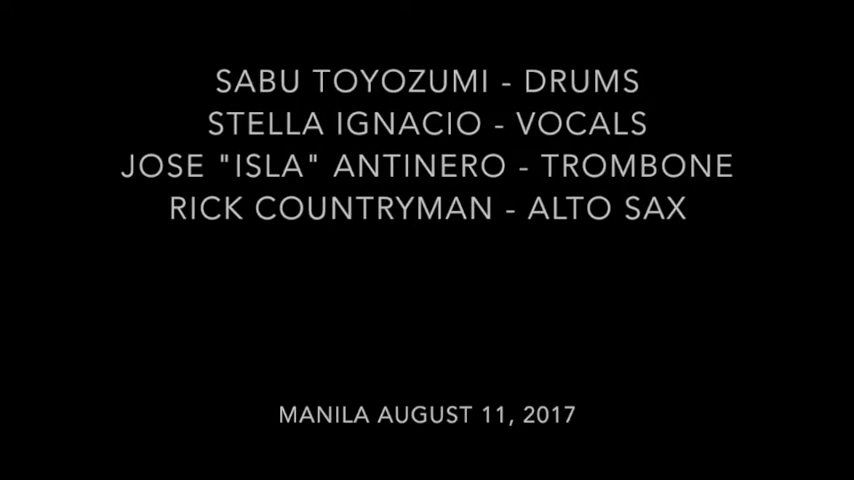 SABU TOYOZUMI - DRUMS
STELLA IGNACIO - VOCALS
JOSE "ISLA" ANTINERO - TROMBONE
RICK COUNTRYMAN - ALTO SAX
MANILA AUGUST 11, 2017